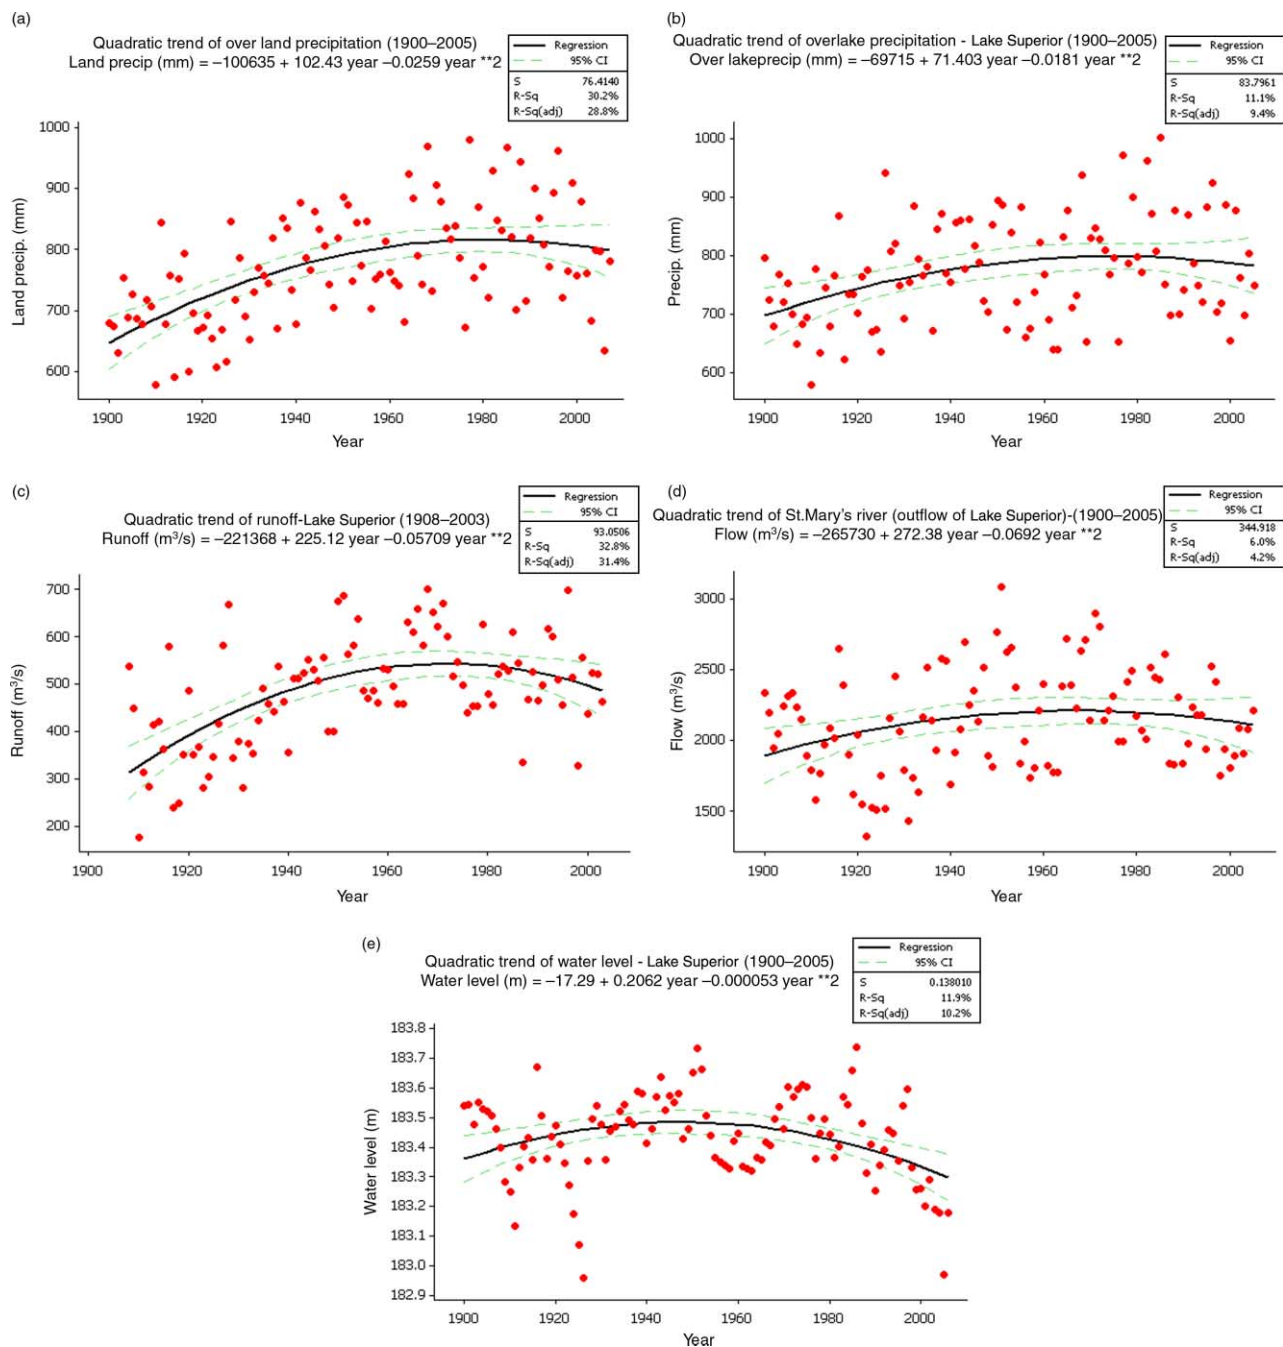 (a)
Quadratic trend of over land precipitation (1900–2005)
Land precip (mm) = –100635 + 102.43 year –0.0259 year **2
Regression
95% CI
S 76.4140
R-Sq 30.2%
R-Sq(adj) 28.8%
1000
900
800
700
600
Land precip. (mm)
1900 1920 1940 1960 1980 2000
Year
(b)
Quadratic trend of overlake precipitation - Lake Superior (1900–2005)
Over lakeprecip (mm) = –69715 + 71.403 year –0.0181 year **2
Regression
95% CI
S 83.7961
R-Sq 11.1%
R-Sq(adj) 9.4%
1000
900
800
700
600
Precip. (mm)
1900 1920 1940 1960 1980 2000
Year
(c)
Quadratic trend of runoff-Lake Superior (1908–2003)
Runoff (m³/s) = –221368 + 225.12 year –0.05709 year **2
Regression
95% CI
S 93.0506
R-Sq 32.8%
R-Sq(adj) 31.4%
700
600
500
400
300
200
Runoff (m³/s)
1900 1920 1940 1960 1980 2000
Year
(d)
Quadratic trend of St.Mary's river (outflow of Lake Superior)-(1900–2005)
Flow (m³/s) = –265730 + 272.38 year –0.0692 year **2
Regression
95% CI
S 344.918
R-Sq 6.0%
R-Sq(adj) 4.2%
3000
2500
2000
1500
Flow (m³/s)
1900 1920 1940 1960 1980 2000
Year
(e)
Quadratic trend of water level - Lake Superior (1900–2005)
Water level (m) = –17.29 + 0.2062 year –0.000053 year **2
Regression
95% CI
S 0.138010
R-Sq 11.9%
R-Sq(adj) 10.2%
183.8
183.7
183.6
183.5
183.4
183.3
183.2
183.1
183.0
182.9
Water level (m)
1900 1920 1940 1960 1980 2000
Year